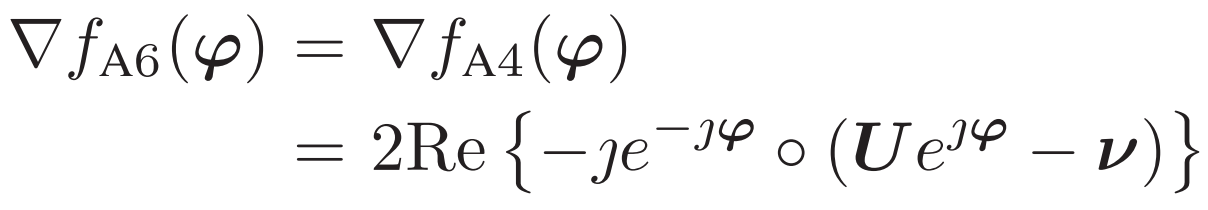 ∇f_{A6}(𝝋) = ∇f_{A4}(𝝋)
= 2Re {−ȷe^{−ȷ𝝋} ∘ (𝑼e^{ȷ𝝋} − 𝝂)}